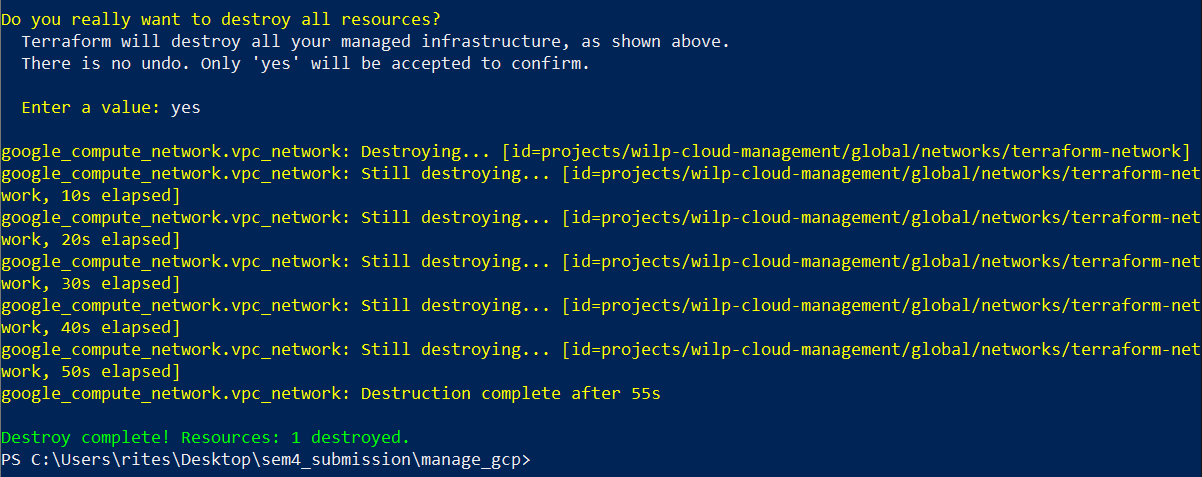 Do you really want to destroy all resources?
  Terraform will destroy all your managed infrastructure, as shown above.
  There is no undo. Only 'yes' will be accepted to confirm.

  Enter a value: yes

google_compute_network.vpc_network: Destroying... [id=projects/wilp-cloud-management/global/networks/terraform-network]
google_compute_network.vpc_network: Still destroying... [id=projects/wilp-cloud-management/global/networks/terraform-net
work, 10s elapsed]
google_compute_network.vpc_network: Still destroying... [id=projects/wilp-cloud-management/global/networks/terraform-net
work, 20s elapsed]
google_compute_network.vpc_network: Still destroying... [id=projects/wilp-cloud-management/global/networks/terraform-net
work, 30s elapsed]
google_compute_network.vpc_network: Still destroying... [id=projects/wilp-cloud-management/global/networks/terraform-net
work, 40s elapsed]
google_compute_network.vpc_network: Still destroying... [id=projects/wilp-cloud-management/global/networks/terraform-net
work, 50s elapsed]
google_compute_network.vpc_network: Destruction complete after 55s

Destroy complete! Resources: 1 destroyed.
PS C:\Users\rites\Desktop\sem4_submission\manage_gcp>